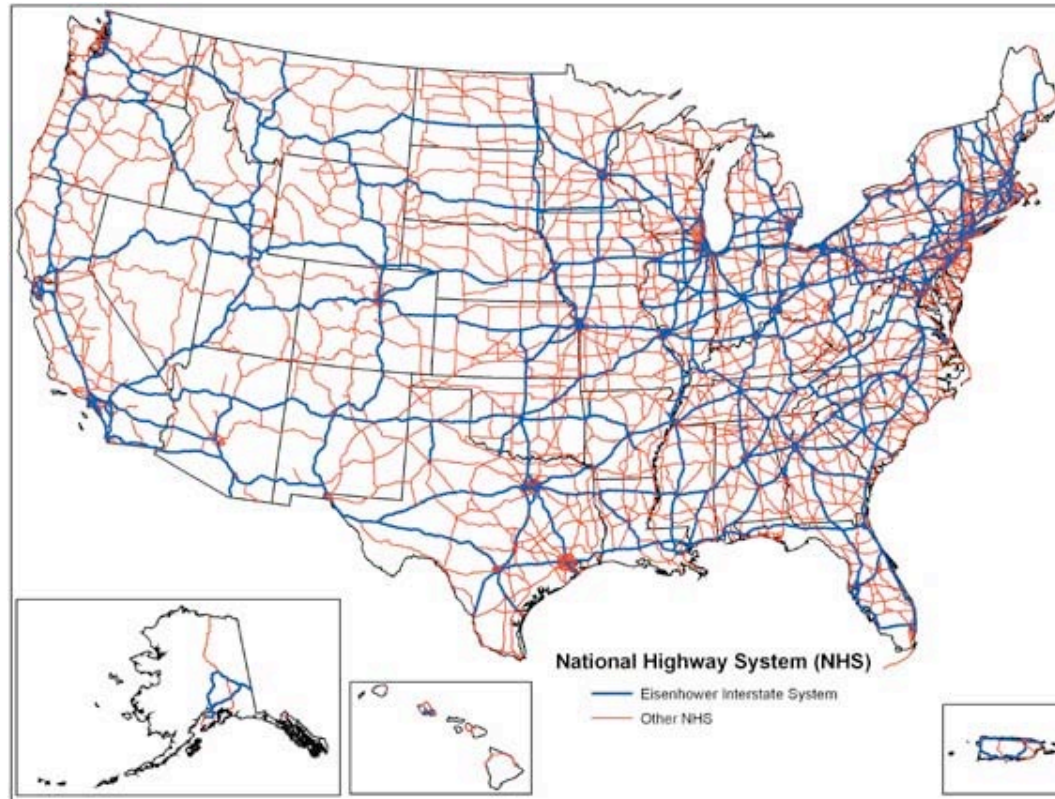 National Highway System (NHS)
Eisenhower Interstate System
Other NHS